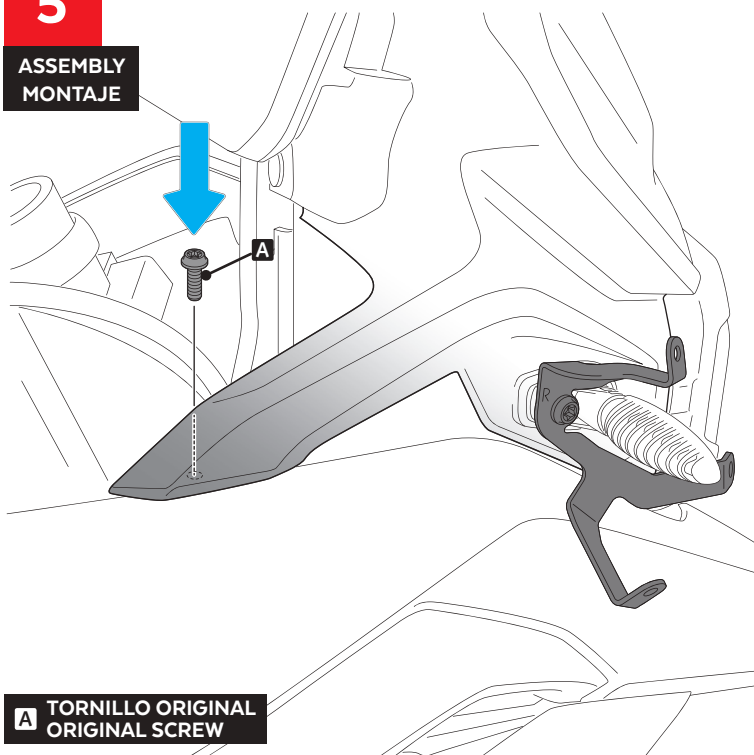 5
ASSEMBLY
MONTAJE
A
R
A TORNILLO ORIGINAL
ORIGINAL SCREW